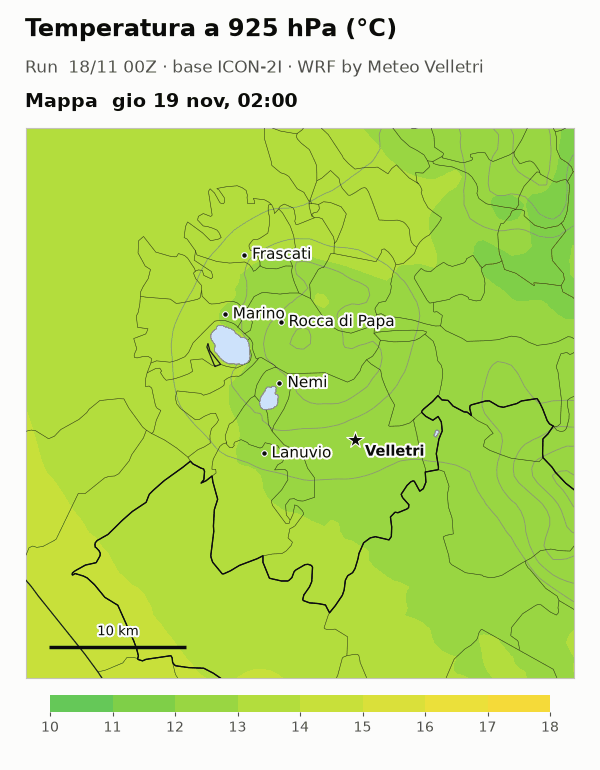 Temperatura a 925 hPa (°C)
Run  18/11 00Z · base ICON-2I · WRF by Meteo Velletri
Mappa  gio 19 nov, 02:00
Frascati
Marino
Rocca di Papa
Nemi
Velletri
Lanuvio
10 km
10 11 12 13 14 15 16 17 18